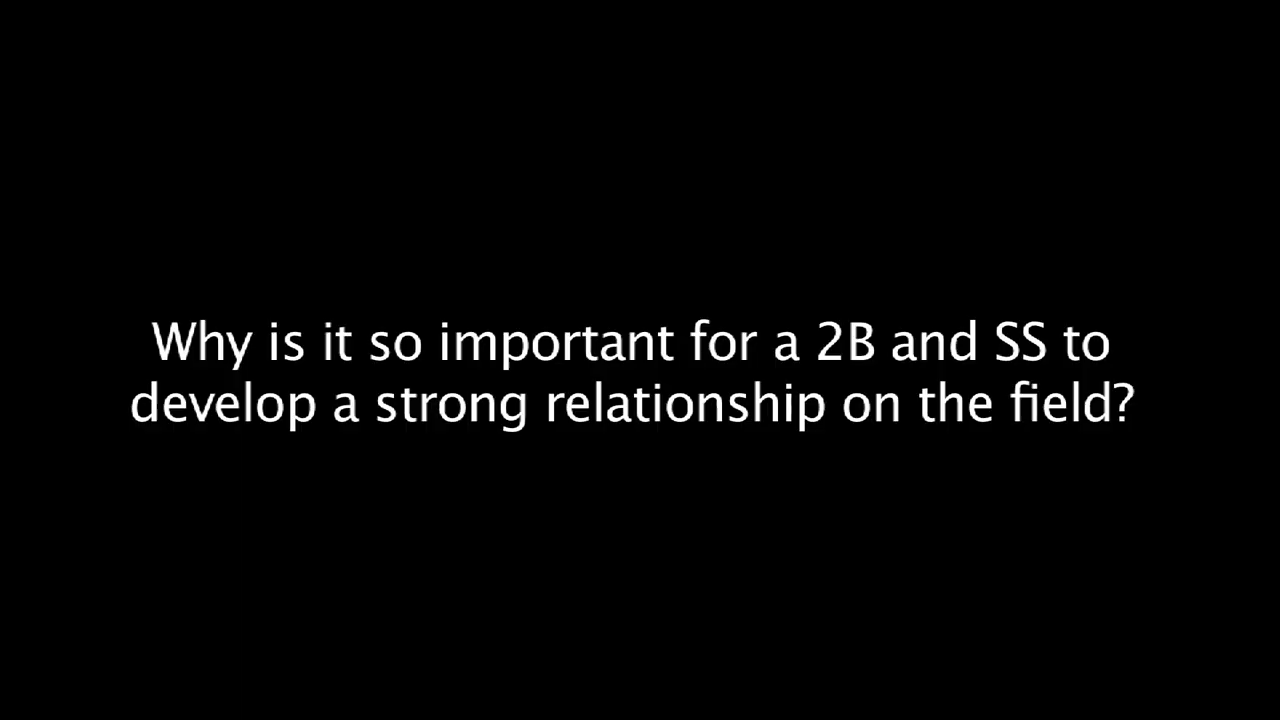 Why is it so important for a 2B and SS to
develop a strong relationship on the field?